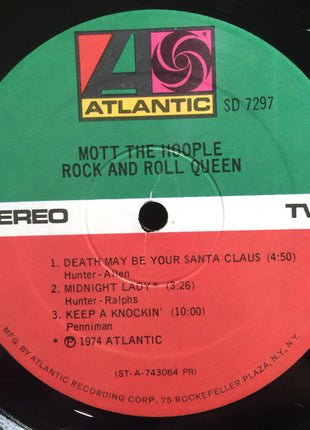 ATLANTIC
SD 7297
MOTT THE HOOPLE
ROCK AND ROLL QUEEN
EREO TW
1. DEATH MAY BE YOUR SANTA CLAUS (4:50)
Hunter-Allen
2. MIDNIGHT LADY* (3:26)
Hunter-Ralphs
3. KEEP A KNOCKIN' (10:00)
Penniman
* Ⓟ 1974 ATLANTIC
(ST-A-743064 PR)
MFG. BY ATLANTIC RECORDING CORP., 75 ROCKEFELLER PLAZA, N.Y., N.Y.